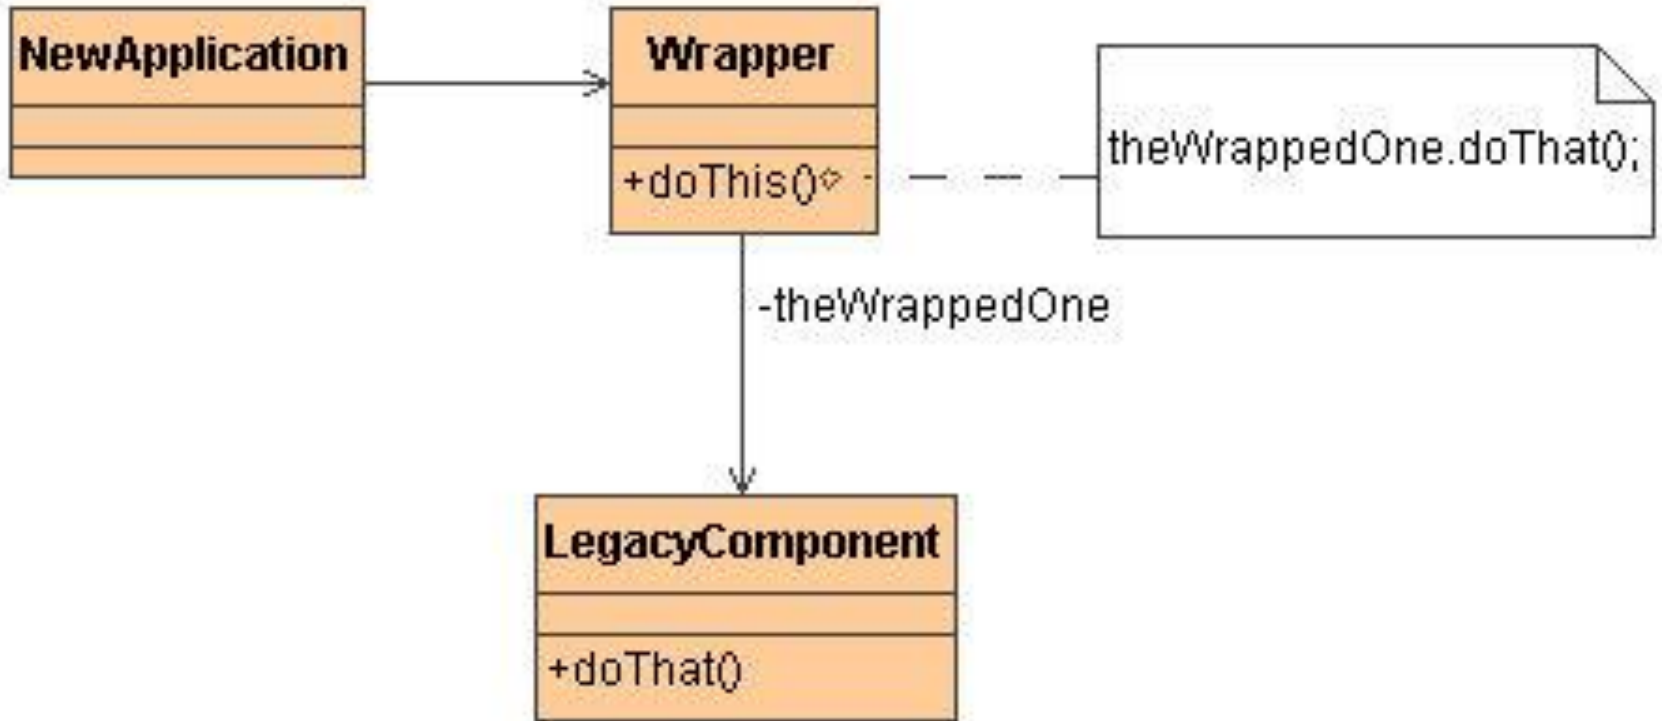 NewApplication
Wrapper
+doThis()
theWrappedOne.doThat();
-theWrappedOne
LegacyComponent
+doThat()